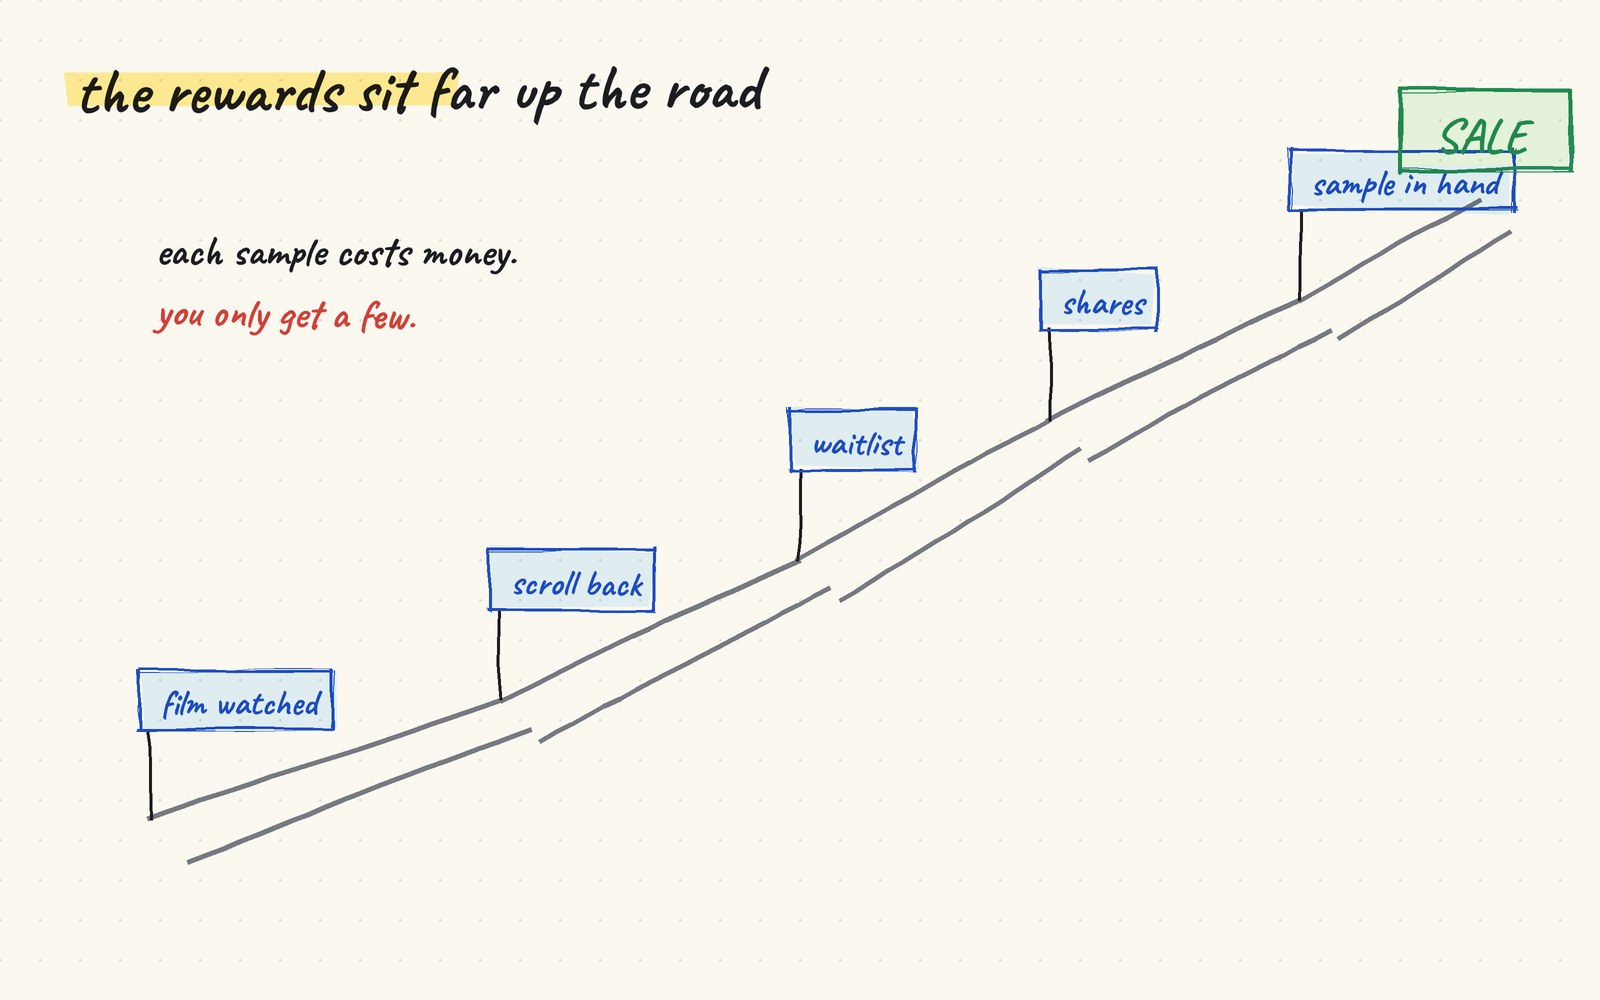 the rewards sit far up the road
SALE
sample in hand
each sample costs money.
you only get a few.
shares
waitlist
scroll back
film watched